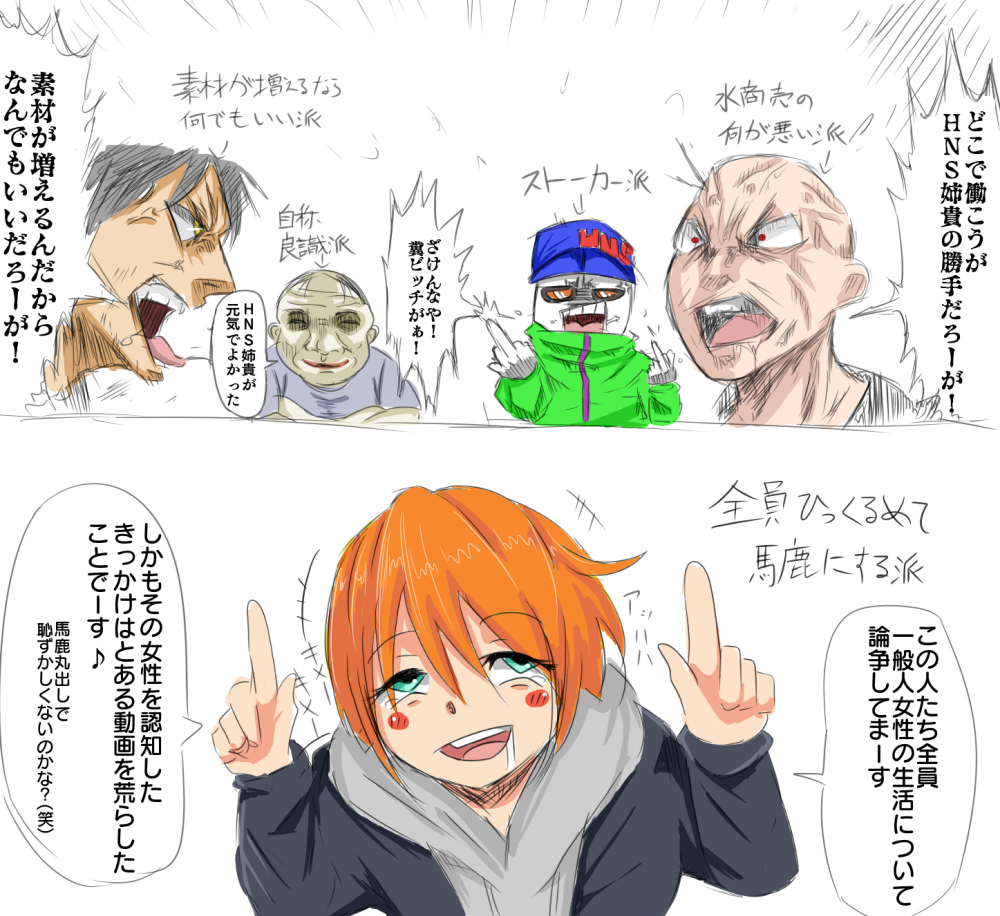 どこで働こうが
HNS姉貴の勝手だろーが!
水商売の
何が悪い派
ストーカー派
HNS
ざけんなや!
糞ビッチがぁ!
自称、
良識派
HNS姉貴が
元気でよかった
素材が増えるなら
何でもいい派
素材が増えるんだから
なんでもいいだろーが!
全員ひっくるめて
馬鹿にする派
この人たち全員
一般人女性の生活について
論争してまーす
アッハハハ
しかもその女性を認知した
きっかけはとある動画を荒らした
ことでーす♪
馬鹿丸出しで
恥ずかしくないのかな?(笑)